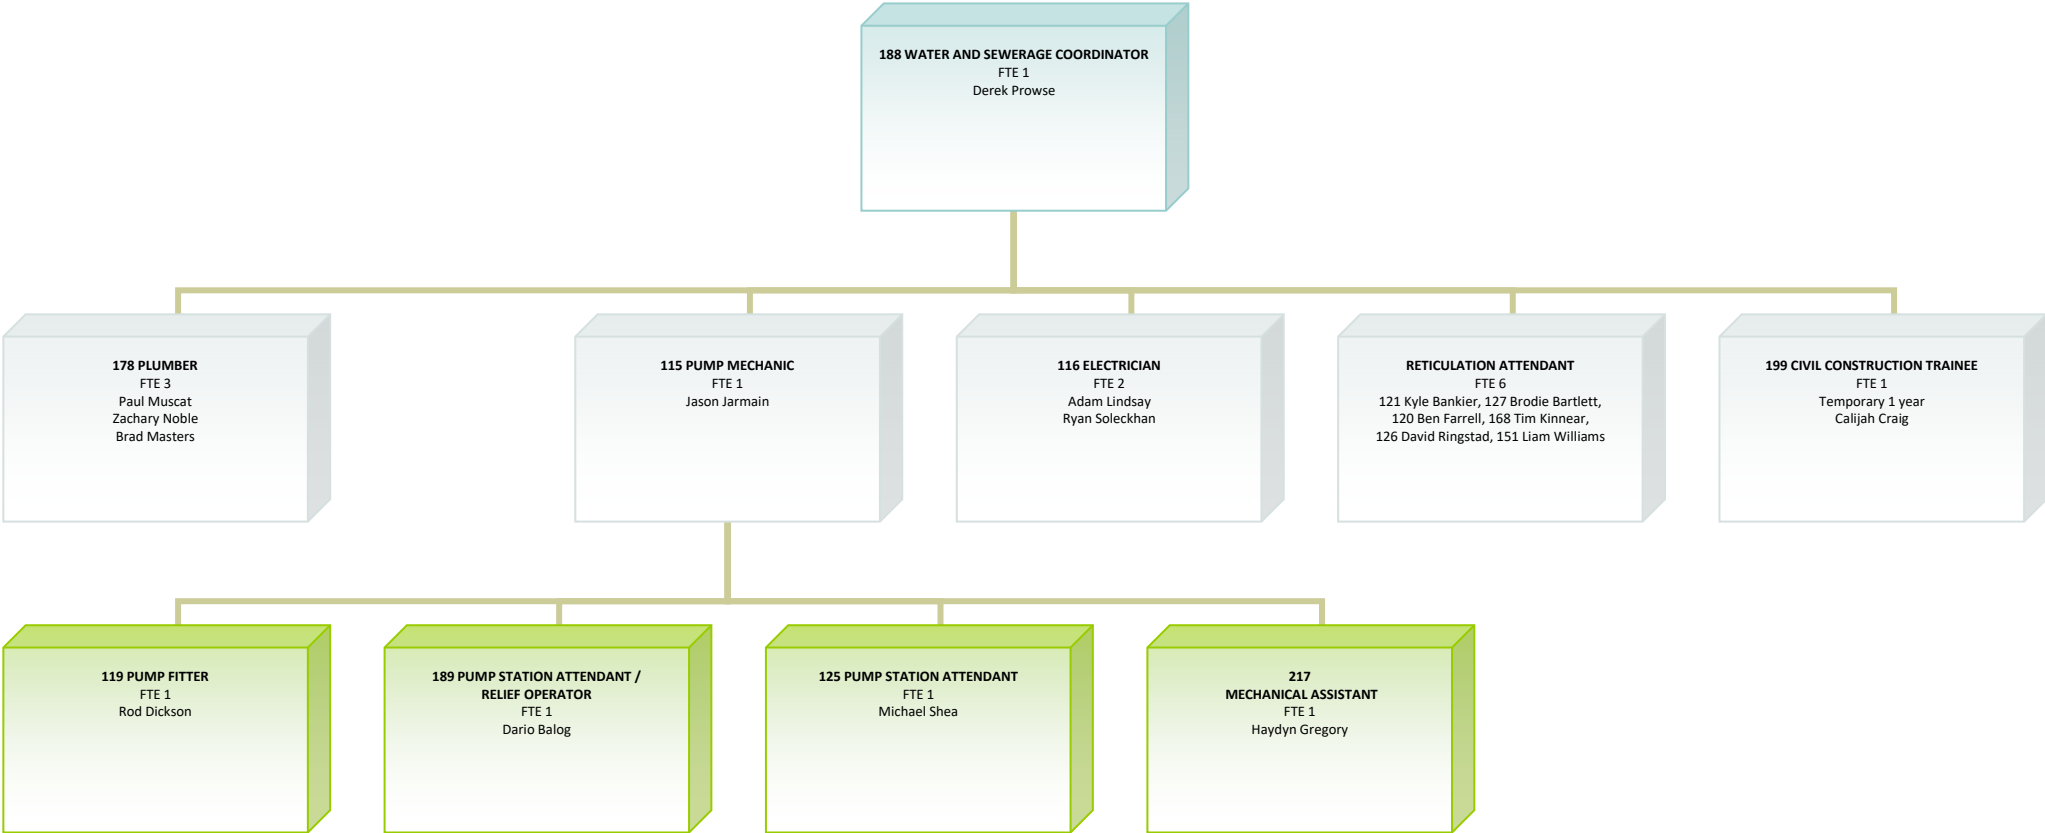 188 WATER AND SEWERAGE COORDINATOR
FTE 1
Derek Prowse
178 PLUMBER
FTE 3
Paul Muscat
Zachary Noble
Brad Masters
115 PUMP MECHANIC
FTE 1
Jason Jarmain
116 ELECTRICIAN
FTE 2
Adam Lindsay
Ryan Soleckhan
RETICULATION ATTENDANT
FTE 6
121 Kyle Bankier, 127 Brodie Bartlett,
120 Ben Farrell, 168 Tim Kinnear,
126 David Ringstad, 151 Liam Williams
199 CIVIL CONSTRUCTION TRAINEE
FTE 1
Temporary 1 year
Calijah Craig
119 PUMP FITTER
FTE 1
Rod Dickson
189 PUMP STATION ATTENDANT /
RELIEF OPERATOR
FTE 1
Dario Balog
125 PUMP STATION ATTENDANT
FTE 1
Michael Shea
217
MECHANICAL ASSISTANT
FTE 1
Haydyn Gregory